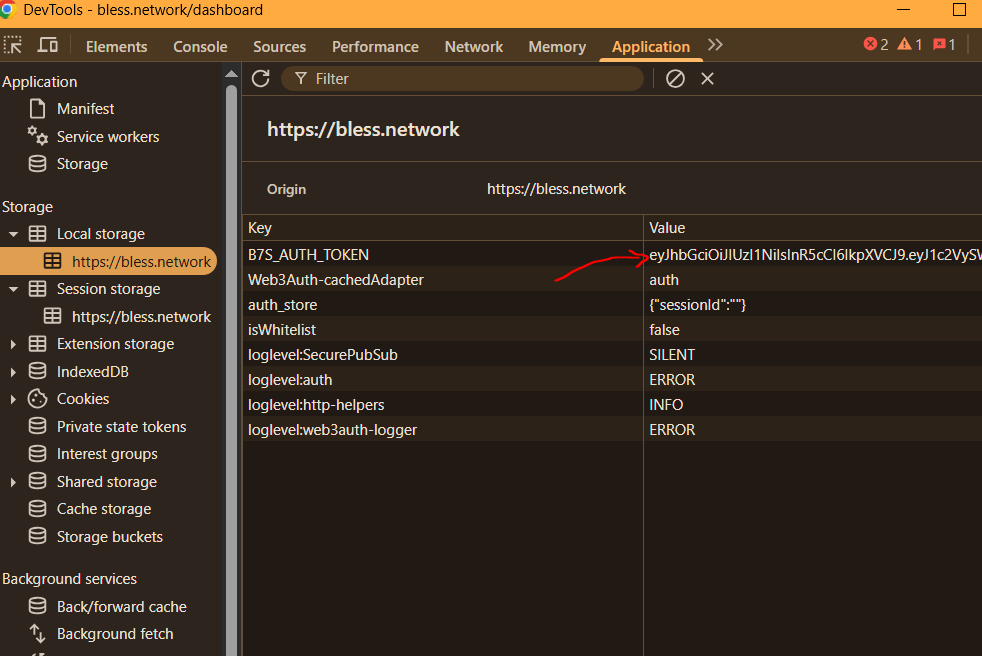 DevTools - bless.network/dashboard
Elements Console Sources Performance Network Memory Application 2 1 1
Application
Manifest
Service workers
Storage
Storage
Local storage
https://bless.network
Session storage
https://bless.network
Extension storage
IndexedDB
Cookies
Private state tokens
Interest groups
Shared storage
Cache storage
Storage buckets
Background services
Back/forward cache
Background fetch
Filter
https://bless.network
Origin https://bless.network
Key Value
B7S_AUTH_TOKEN eyJhbGciOiJIUzI1NiIsInR5cCI6IkpXVCJ9.eyJ1c2VySW
Web3Auth-cachedAdapter auth
auth_store {"sessionId":""}
isWhitelist false
loglevel:SecurePubSub SILENT
loglevel:auth ERROR
loglevel:http-helpers INFO
loglevel:web3auth-logger ERROR